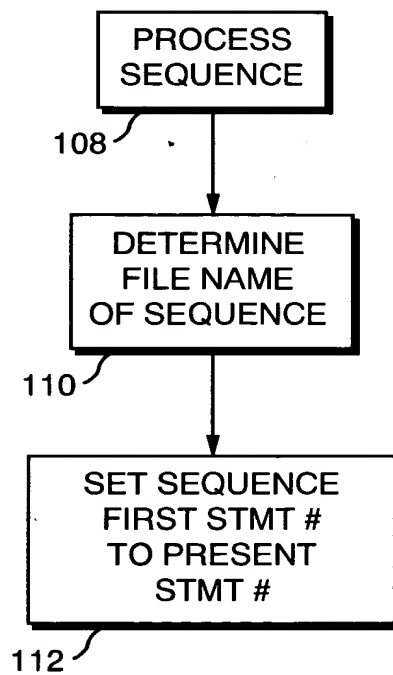 PROCESS
SEQUENCE
108
DETERMINE
FILE NAME
OF SEQUENCE
110
SET SEQUENCE
FIRST STMT #
TO PRESENT
STMT #
112